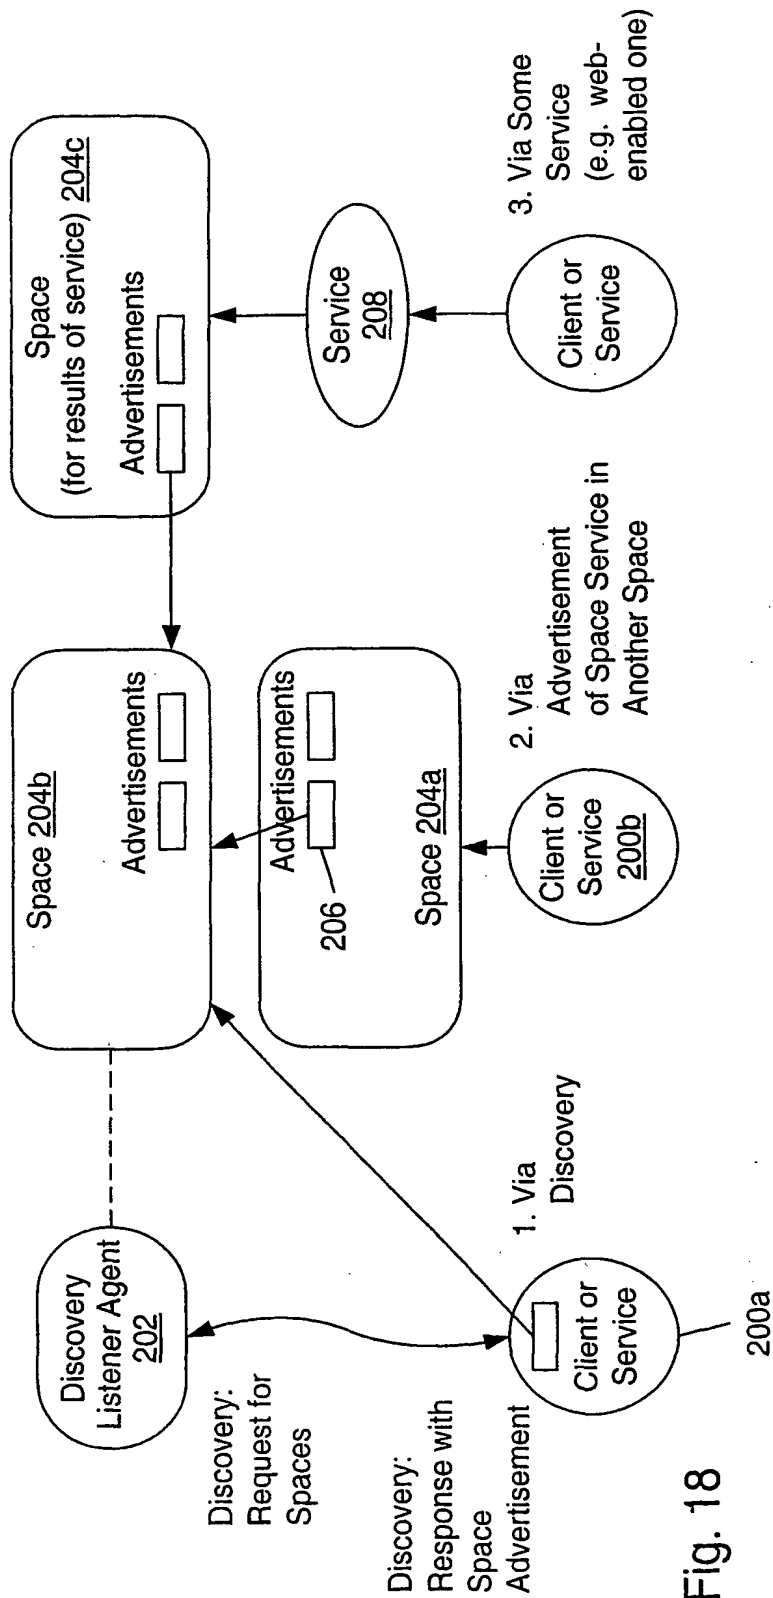 Discovery
Listener Agent
202
Discovery:
Request for
Spaces
Discovery:
Response with
Space
Advertisement
Client or
Service
200a
1. Via
Discovery
Space 204b
Advertisements
Advertisements
206
Space 204a
Client or
Service
200b
2. Via
Advertisement
of Space Service in
Another Space
Space
(for results of service) 204c
Advertisements
Service
208
Client or
Service
3. Via Some
Service
(e.g. web-
enabled one)
Fig. 18